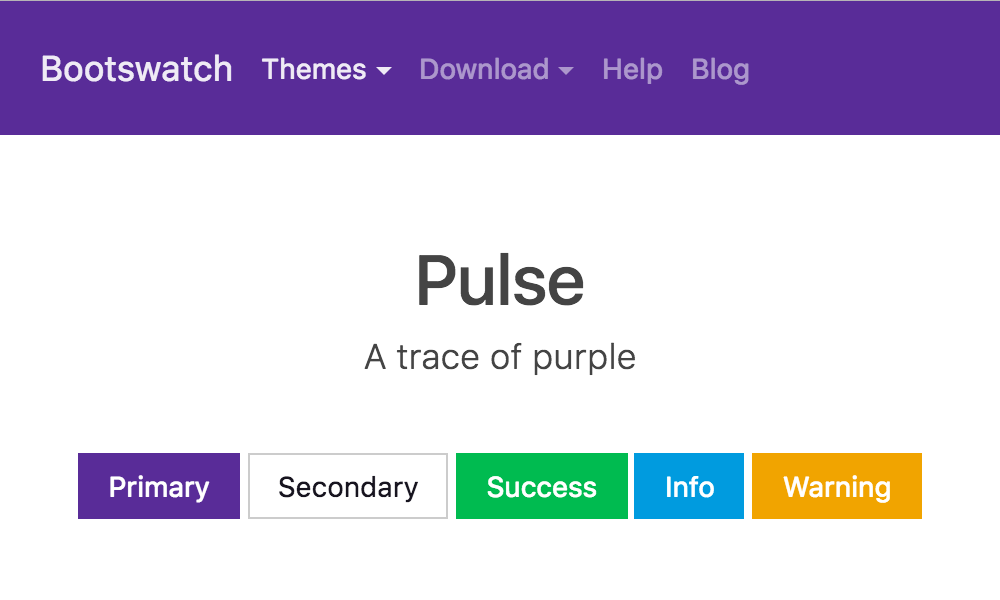 Bootswatch Themes Download Help Blog
Pulse
A trace of purple
Primary Secondary Success Info Warning